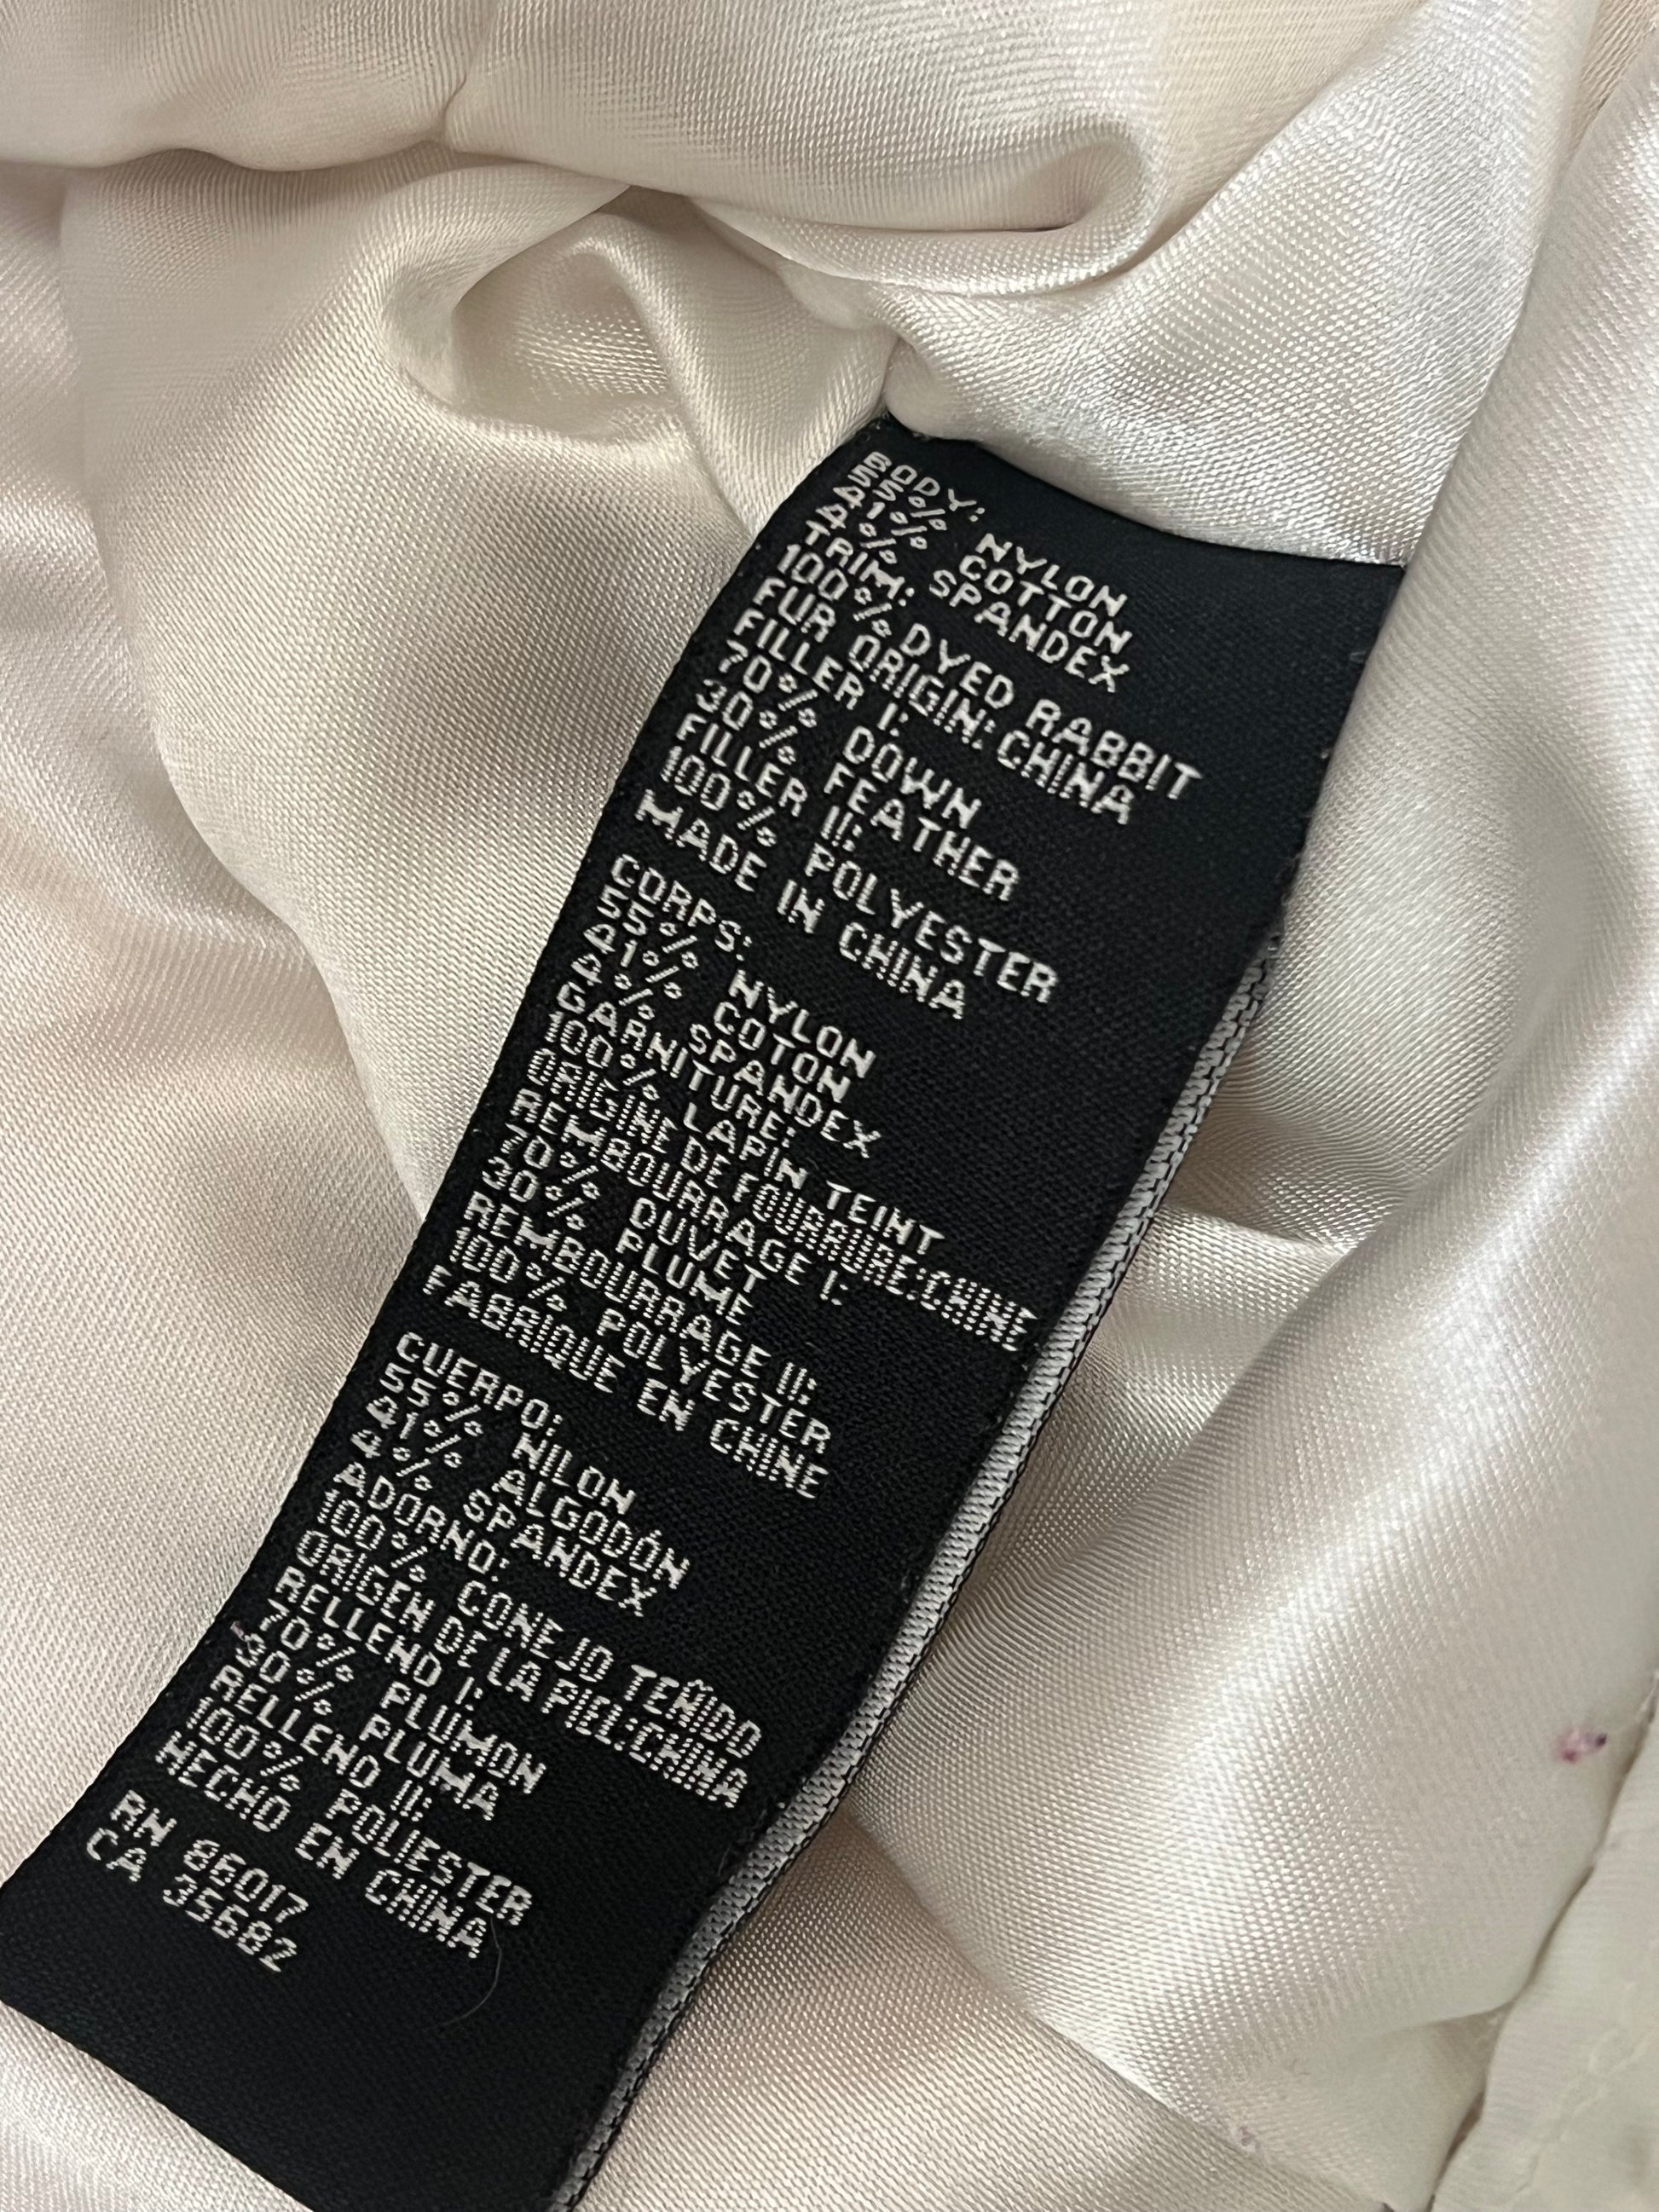 BODY:
55% NYLON
41% COTTON
4% SPANDEX
TRIM:
100% DYED RABBIT
FUR ORIGIN: CHINA
FILLER I:
70% DOWN
30% FEATHER
FILLER II:
100% POLYESTER
MADE IN CHINA
CORPS:
55% NYLON
41% COTON
4% SPANDEX
GARNITURE:
100% LAPIN TEINT
ORIGINE DE FOURRURE:CHINE
REMBOURRAGE I:
70% DUVET
30% PLUME
REMBOURRAGE II:
100% POLYESTER
FABRIQUE EN CHINE
CUERPO:
55% NILON
41% ALGODÓN
4% SPANDEX
ADORNO:
100% CONEJO TEÑIDO
ORIGEN DE LA PIEL:CHINA
RELLENO I:
70% PLUMON
30% PLUMA
RELLENO II:
100% POLIESTER
HECHO EN CHINA
RN 86017
CA 35682